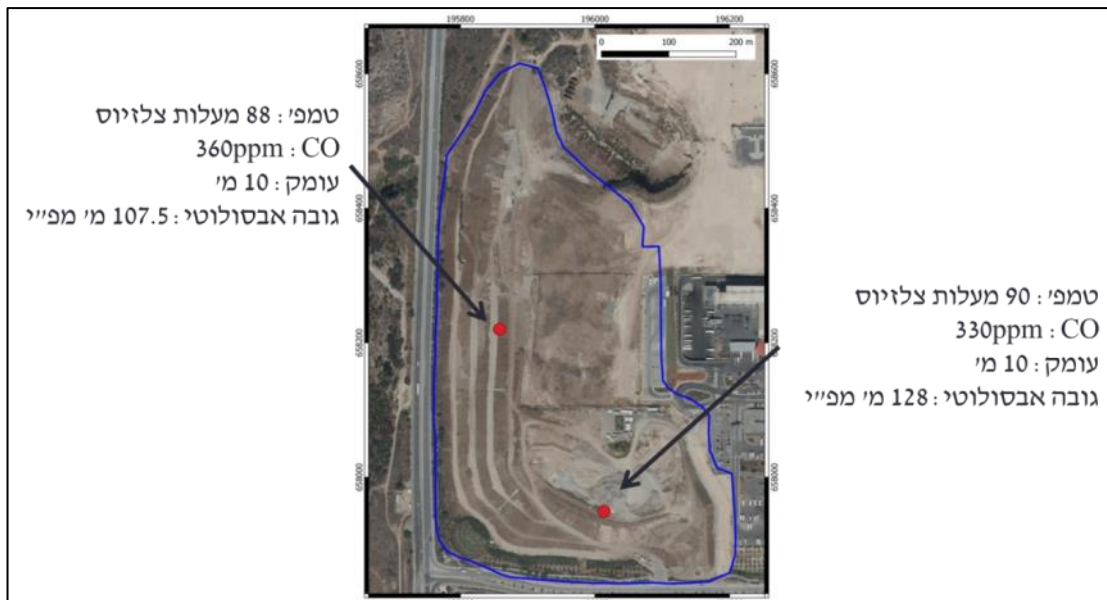 195800 196000 196200
0 100 200 m
658600
658400
658200
658000
658200
658000
טמפ' : 88 מעלות צלזיוס
360ppm : CO
עומק : 10 מ'
גובה אבסולוטי : 107.5 מ' מפ״י
טמפ' : 90 מעלות צלזיוס
330ppm : CO
עומק : 10 מ'
גובה אבסולוטי : 128 מ' מפ״י
658600
658400